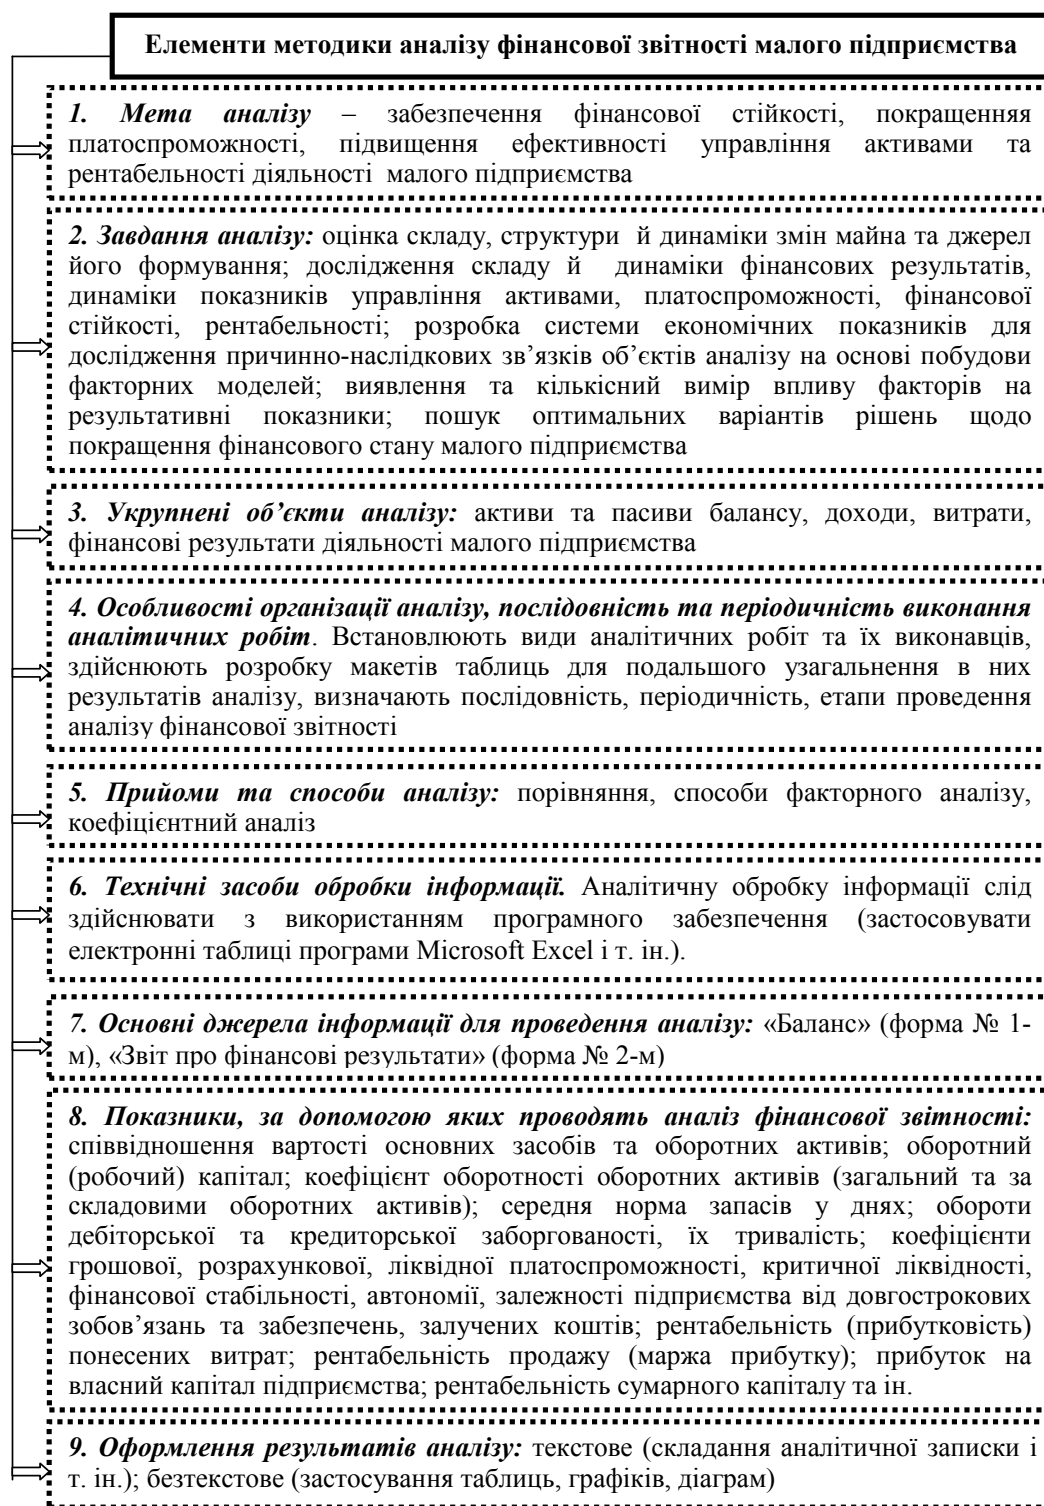 Елементи методики аналізу фінансової звітності малого підприємства
1. Мета аналізу – забезпечення фінансової стійкості, покращенняя
платоспроможності, підвищення ефективності управління активами та
рентабельності діяльності малого підприємства
2. Завдання аналізу: оцінка складу, структури й динаміки змін майна та джерел
його формування; дослідження складу й динаміки фінансових результатів,
динаміки показників управління активами, платоспроможності, фінансової
стійкості, рентабельності; розробка системи економічних показників для
дослідження причинно-наслідкових зв’язків об’єктів аналізу на основі побудови
факторних моделей; виявлення та кількісний вимір впливу факторів на
результативні показники; пошук оптимальних варіантів рішень щодо
покращення фінансового стану малого підприємства
3. Укрупнені об’єкти аналізу: активи та пасиви балансу, доходи, витрати,
фінансові результати діяльності малого підприємства
4. Особливості організації аналізу, послідовність та періодичність виконання
аналітичних робіт. Встановлюють види аналітичних робіт та їх виконавців,
здійснюють розробку макетів таблиць для подальшого узагальнення в них
результатів аналізу, визначають послідовність, періодичність, етапи проведення
аналізу фінансової звітності
5. Прийоми та способи аналізу: порівняння, способи факторного аналізу,
коефіцієнтний аналіз
6. Технічні засоби обробки інформації. Аналітичну обробку інформації слід
здійснювати з використанням програмного забезпечення (застосовувати
електронні таблиці програми Microsoft Excel і т. ін.).
7. Основні джерела інформації для проведення аналізу: «Баланс» (форма № 1-
м), «Звіт про фінансові результати» (форма № 2-м)
8. Показники, за допомогою яких проводять аналіз фінансової звітності:
співвідношення вартості основних засобів та оборотних активів; оборотний
(робочий) капітал; коефіцієнт оборотності оборотних активів (загальний та за
складовими оборотних активів); середня норма запасів у днях; обороти
дебіторської та кредиторської заборгованості, їх тривалість; коефіцієнти
грошової, розрахункової, ліквідної платоспроможності, критичної ліквідності,
фінансової стабільності, автономії, залежності підприємства від довгострокових
зобов’язань та забезпечень, залучених коштів; рентабельність (прибутковість)
понесених витрат; рентабельність продажу (маржа прибутку); прибуток на
власний капітал підприємства; рентабельність сумарного капіталу та ін.
9. Оформлення результатів аналізу: текстове (складання аналітичної записки і
т. ін.); безтекстове (застосування таблиць, графіків, діаграм)